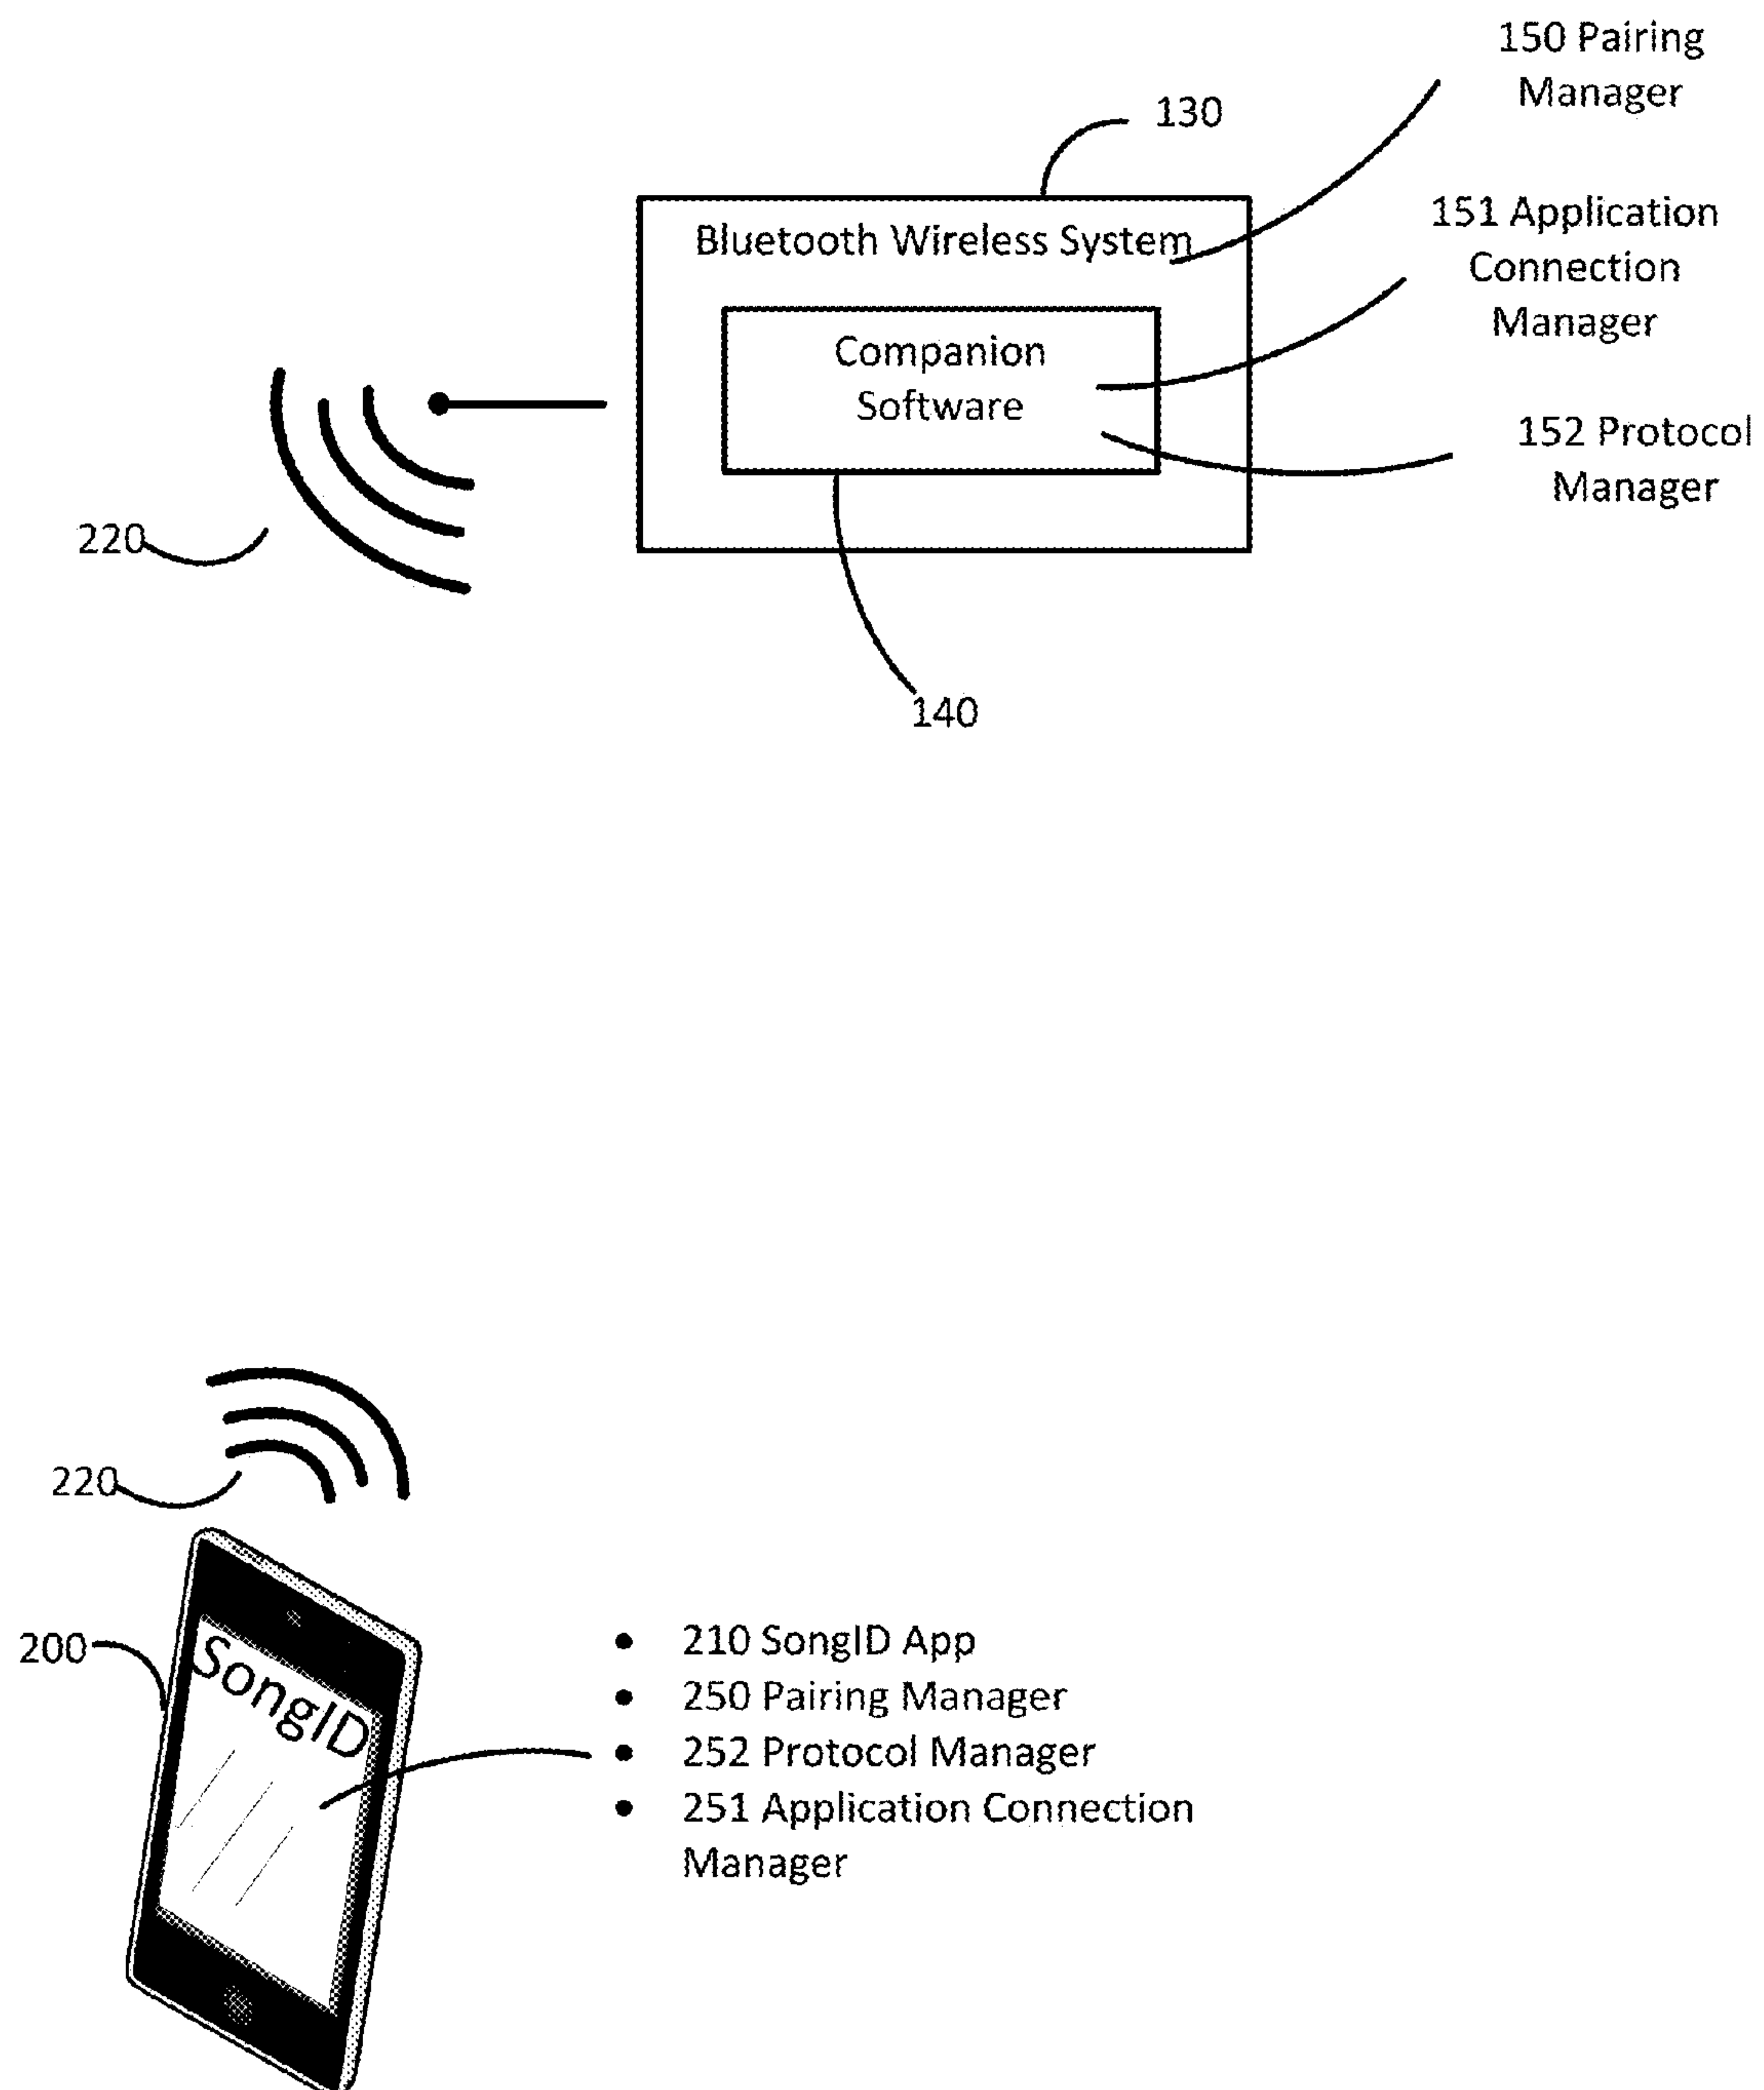 150 Pairing
Manager
130
151 Application
Connection
Manager
Bluetooth Wireless System
Companion
Software
152 Protocol
Manager
220
140
220
200
SongID
• 210 SongID App
• 250 Pairing Manager
• 252 Protocol Manager
• 251 Application Connection
Manager